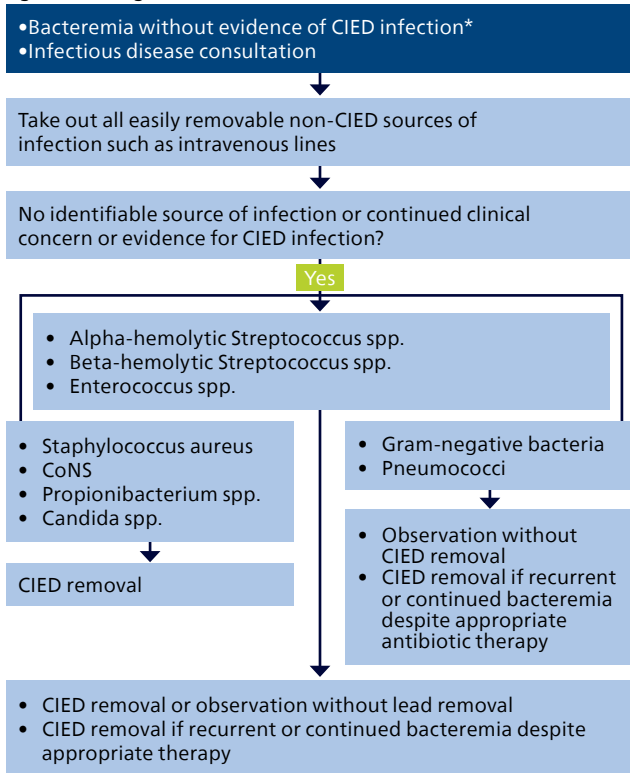 •Bacteremia without evidence of CIED infection*
•Infectious disease consultation
Take out all easily removable non-CIED sources of
infection such as intravenous lines
No identifiable source of infection or continued clinical
concern or evidence for CIED infection?
Yes
• Alpha-hemolytic Streptococcus spp.
• Beta-hemolytic Streptococcus spp.
• Enterococcus spp.
• Staphylococcus aureus
• CoNS
• Propionibacterium spp.
• Candida spp.
CIED removal
• Gram-negative bacteria
• Pneumococci
• Observation without
CIED removal
• CIED removal if recurrent
or continued bacteremia
despite appropriate
antibiotic therapy
• CIED removal or observation without lead removal
• CIED removal if recurrent or continued bacteremia despite
appropriate therapy